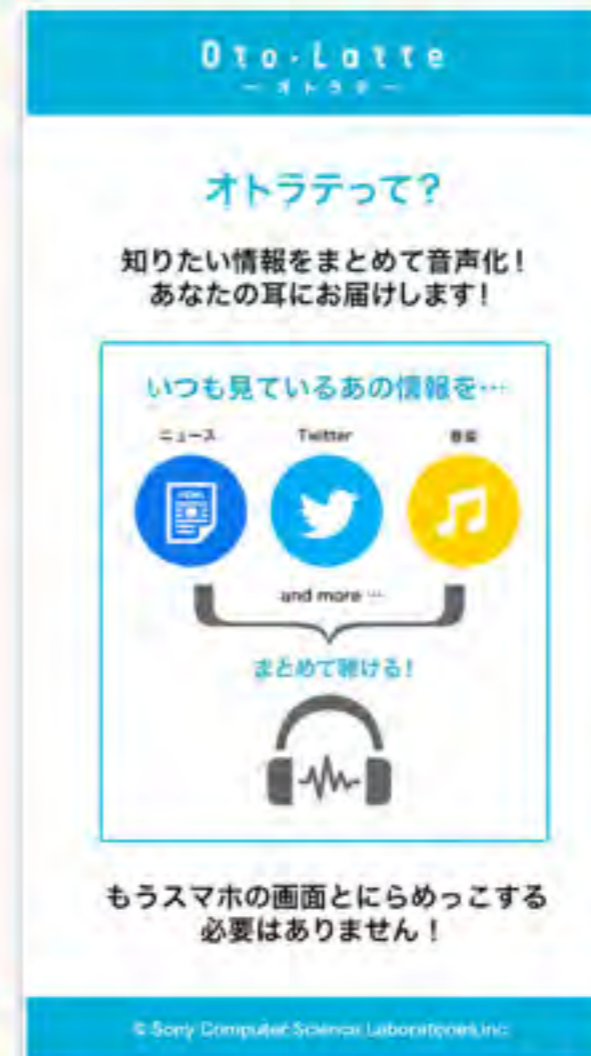 Oto-Latte
ー オトラテ ー
オトラテって?
知りたい情報をまとめて音声化!
あなたの耳にお届けします!
いつも見ているあの情報を…
ニュース Twitter 音楽
NEWS
and more …
まとめて聴ける!
もうスマホの画面とにらめっこする
必要はありません!
© Sony Computer Science Laboratories,Inc.